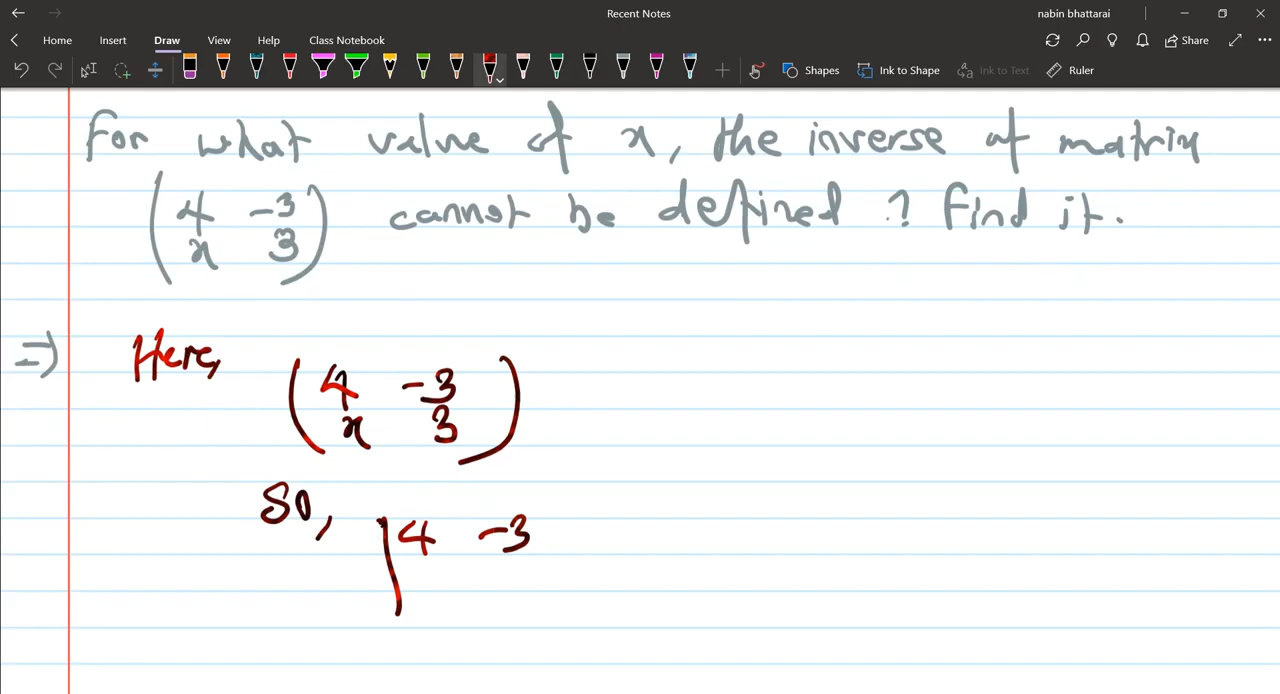 Recent Notes
nabin bhattarai
Home Insert Draw View Help Class Notebook
Share
Shapes Ink to Shape Ink to Text Ruler
For what value of x, the inverse of matrix
(4 -3
x 3) cannot be defined ? Find it.
=) Here,
(4 -3
x 3)
So,
|4 -3